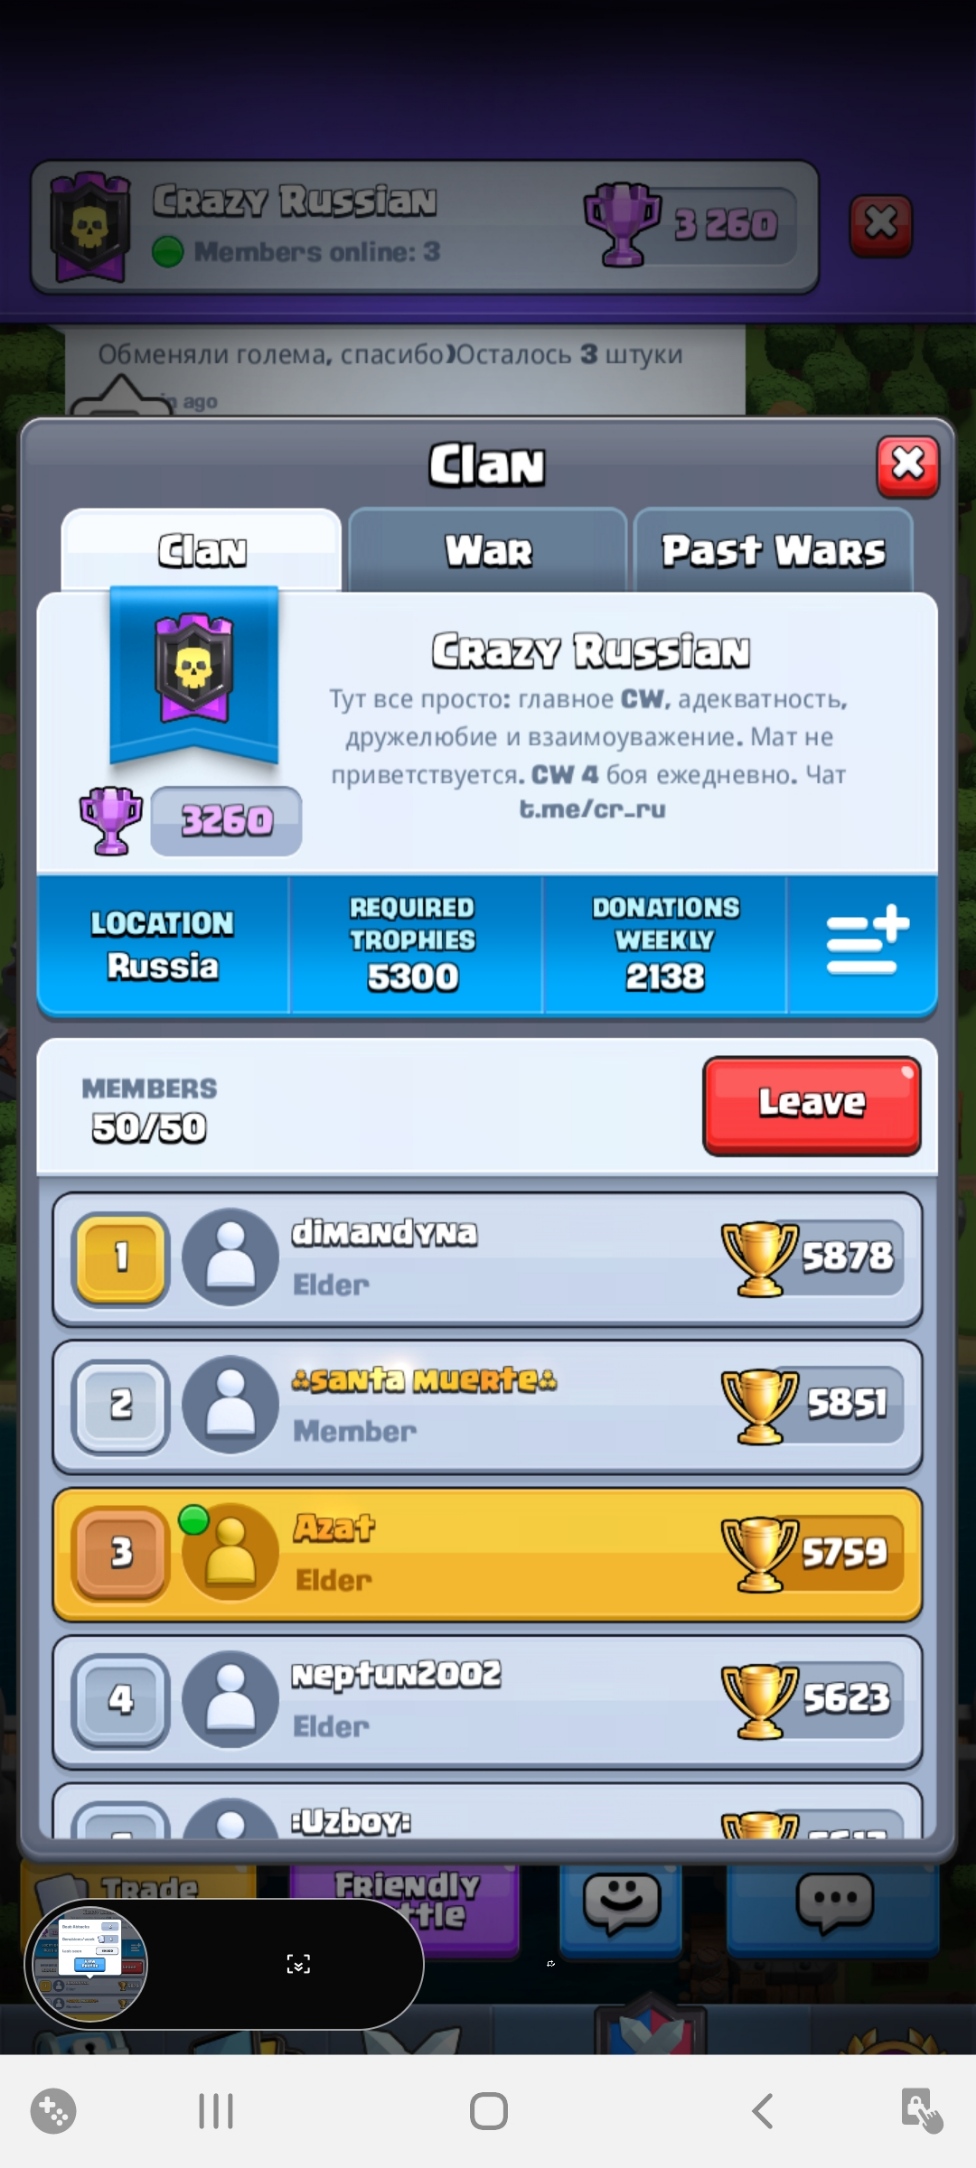 Crazy Russian
3 260
Members online: 3
Обменяли голема, спасибо)Осталось 3 штуки
ago
Clan
Clan
War
Past Wars
Crazy Russian
Тут все просто: главное CW, адекватность,
дружелюбие и взаимоуважение. Мат не
приветствуется. CW 4 боя ежедневно. Чат
t.me/cr_ru
3260
LOCATION
Russia
REQUIRED
TROPHIES
5300
DONATIONS
WEEKLY
2138
MEMBERS
50/50
Leave
1
dimandyna
Elder
5878
2
santa muerte
Member
5851
3
Azat
Elder
5759
4
neptun2002
Elder
5623
:Uzboy:
Trade
Friendly